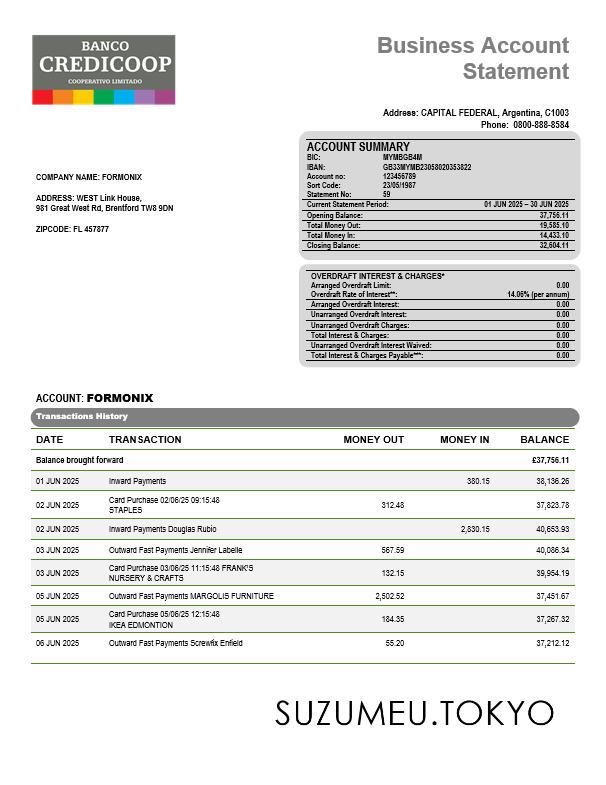 BANCO
CREDICOOP
COOPERATIVO LIMITADO
Business Account
Statement
Address: CAPITAL FEDERAL, Argentina, C1003
Phone: 0800-888-8584
ACCOUNT SUMMARY
BIC: MYMBGB4M
IBAN: GB33MYMB23058020353822
Account no: 123456789
Sort Code: 23/05/1987
Statement No: 59
Current Statement Period: 01 JUN 2025 – 30 JUN 2025
Opening Balance: 37,756.11
Total Money Out: 19,585.10
Total Money In: 14,433.10
Closing Balance: 32,604.11
COMPANY NAME: FORMONIX
ADDRESS: WEST Link House,
981 Great West Rd, Brentford TW8 9DN
ZIPCODE: FL 457877
OVERDRAFT INTEREST & CHARGES*
Arranged Overdraft Limit: 0.00
Overdraft Rate of Interest**: 14.06% (per annum)
Arranged Overdraft Interest: 0.00
Unarranged Overdraft Interest: 0.00
Unarranged Overdraft Charges: 0.00
Total Interest & Charges: 0.00
Unarranged Overdraft Interest Waived: 0.00
Total Interest & Charges Payable***: 0.00
ACCOUNT: FORMONIX
Transactions History
DATE TRANSACTION MONEY OUT MONEY IN BALANCE
Balance brought forward £37,756.11
01 JUN 2025 Inward Payments 380.15 38,136.26
02 JUN 2025 Card Purchase 02/06/25 09:15:48 312.48 37,823.78
STAPLES
02 JUN 2025 Inward Payments Douglas Rubio 2,830.15 40,653.93
03 JUN 2025 Outward Fast Payments Jennifer Labelle 567.59 40,086.34
03 JUN 2025 Card Purchase 03/06/25 11:15:48 FRANK'S 132.15 39,954.19
NURSERY & CRAFTS
05 JUN 2025 Outward Fast Payments MARGOLIS FURNITURE 2,502.52 37,451.67
05 JUN 2025 Card Purchase 05/06/25 12:15:48 184.35 37,267.32
IKEA EDMONTION
06 JUN 2025 Outward Fast Payments Screwfix Enfield 55.20 37,212.12
SUZUMEU.TOKYO